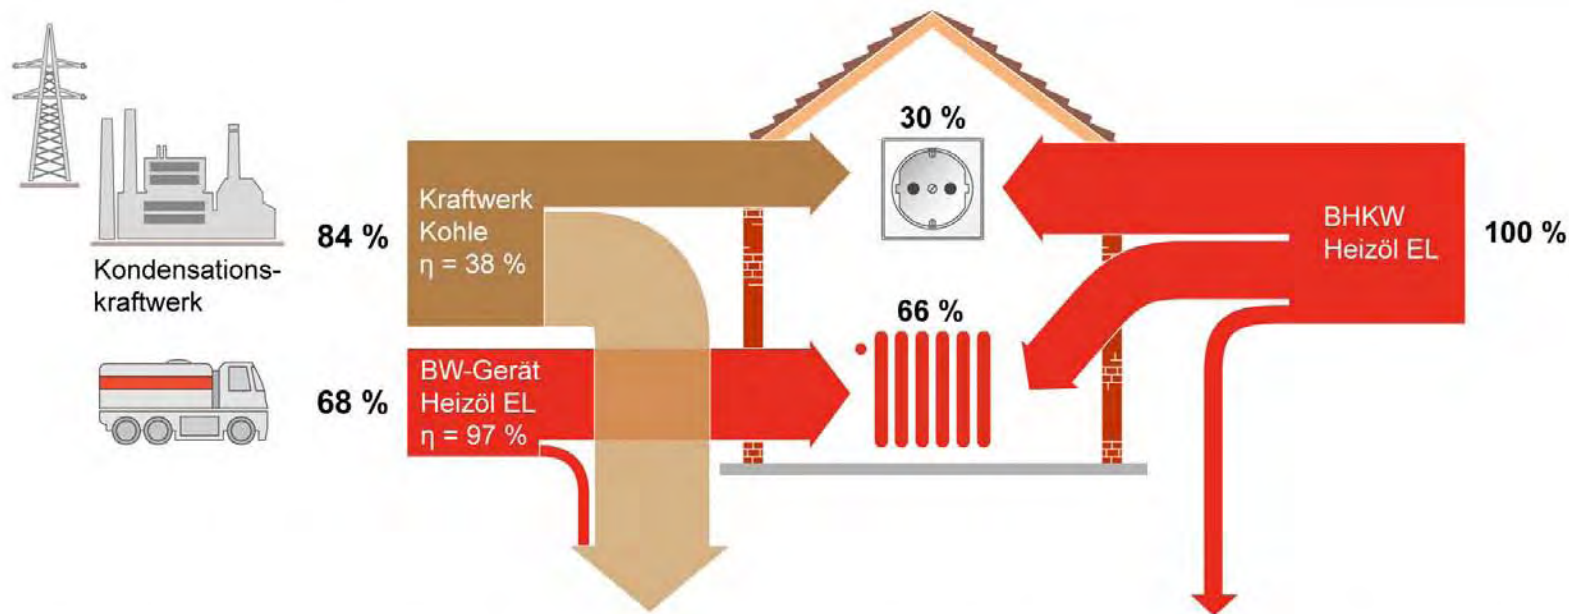 Kondensations-
kraftwerk
84 %
Kraftwerk
Kohle
η = 38 %
68 %
BW-Gerät
Heizöl EL
η = 97 %
30 %
66 %
BHKW
Heizöl EL
100 %